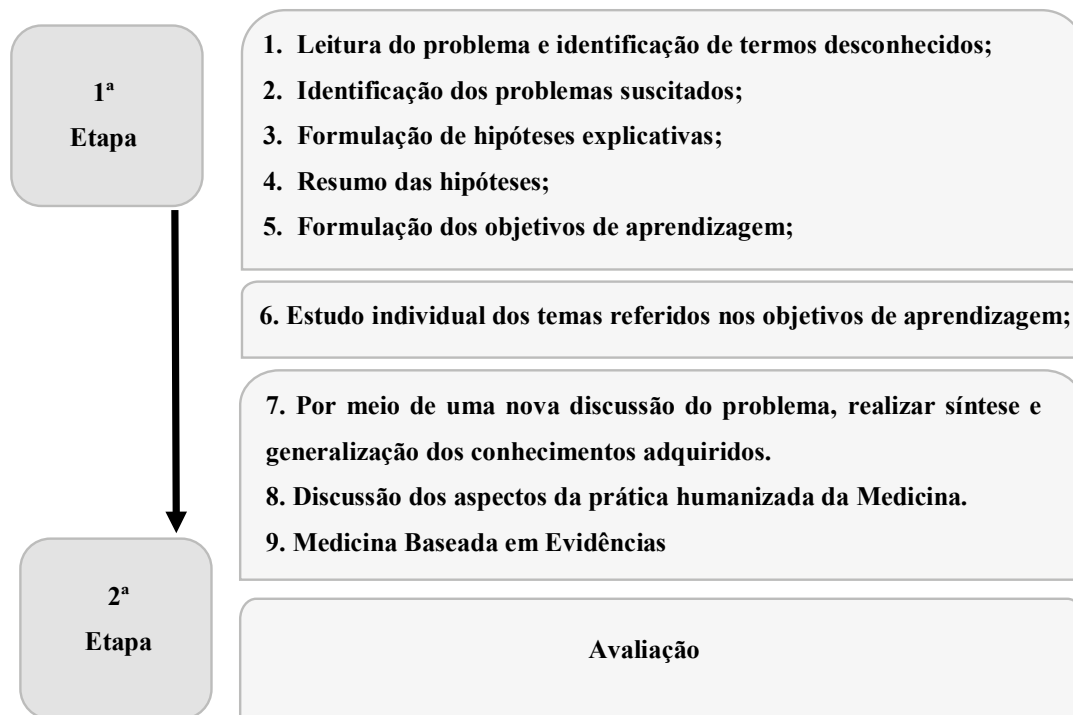 1ª
Etapa
1. Leitura do problema e identificação de termos desconhecidos;
2. Identificação dos problemas suscitados;
3. Formulação de hipóteses explicativas;
4. Resumo das hipóteses;
5. Formulação dos objetivos de aprendizagem;
6. Estudo individual dos temas referidos nos objetivos de aprendizagem;
7. Por meio de uma nova discussão do problema, realizar síntese e
generalização dos conhecimentos adquiridos.
8. Discussão dos aspectos da prática humanizada da Medicina.
9. Medicina Baseada em Evidências
2ª
Etapa
Avaliação